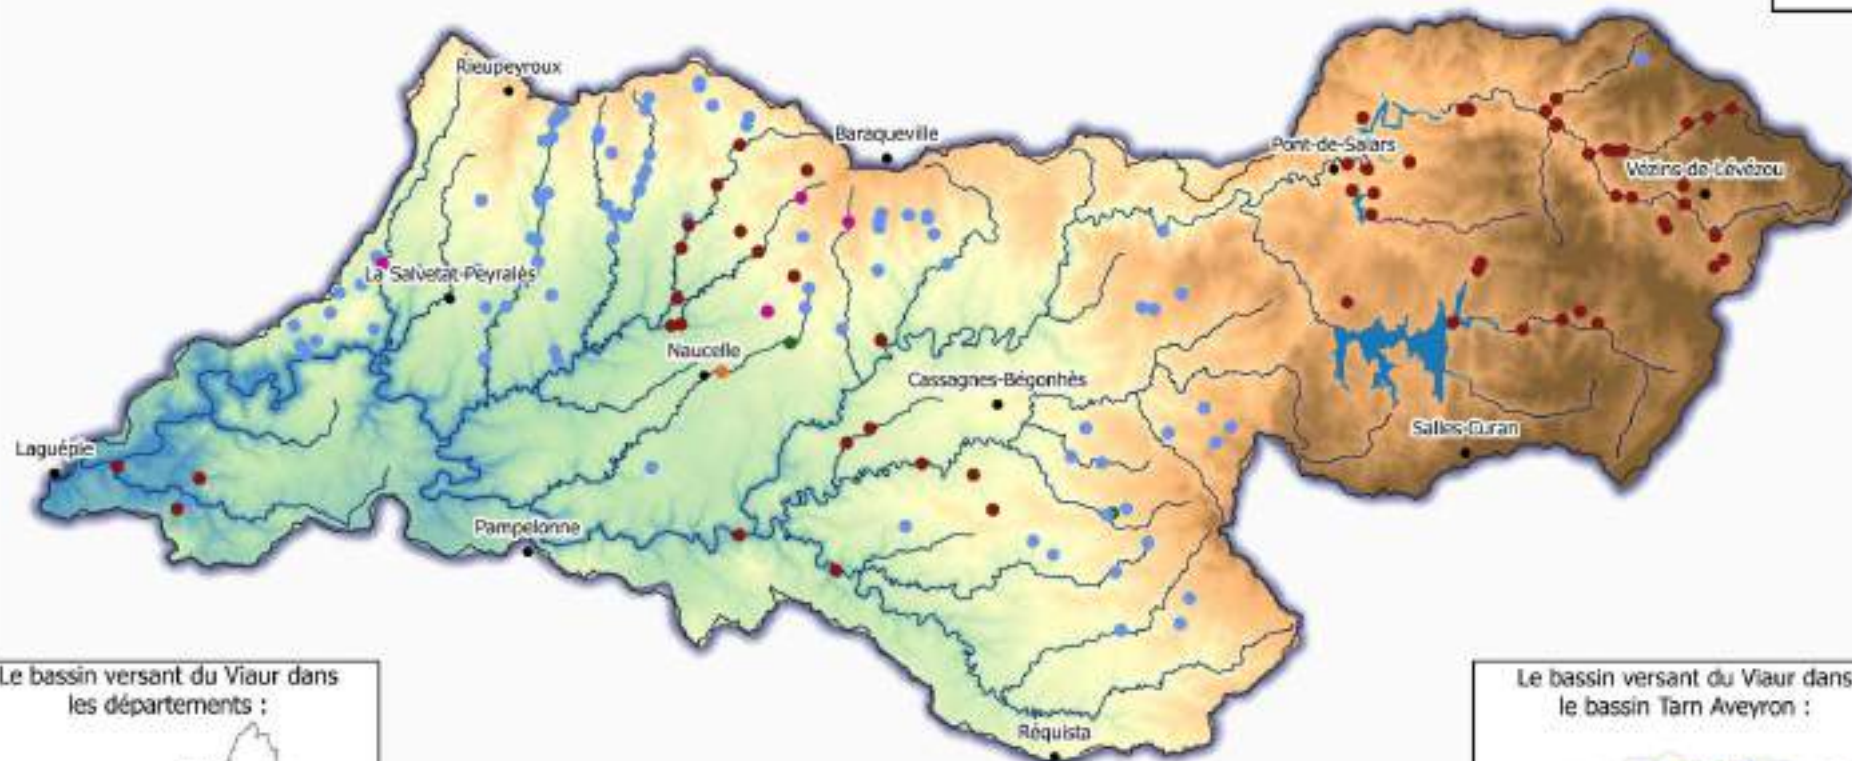 Rieupeyroux
Baraqueville
Pont-de-Salars
Vézins-de-Lévézou
La Salvetat-Peyralès
Naucelle
Cassagnes-Bégonhès
Salles-Curan
Laguépie
Pampelonne
Réquista
Le bassin versant du Viaur dans
les départements :
Le bassin versant du Viaur dans
le bassin Tarn Aveyron :